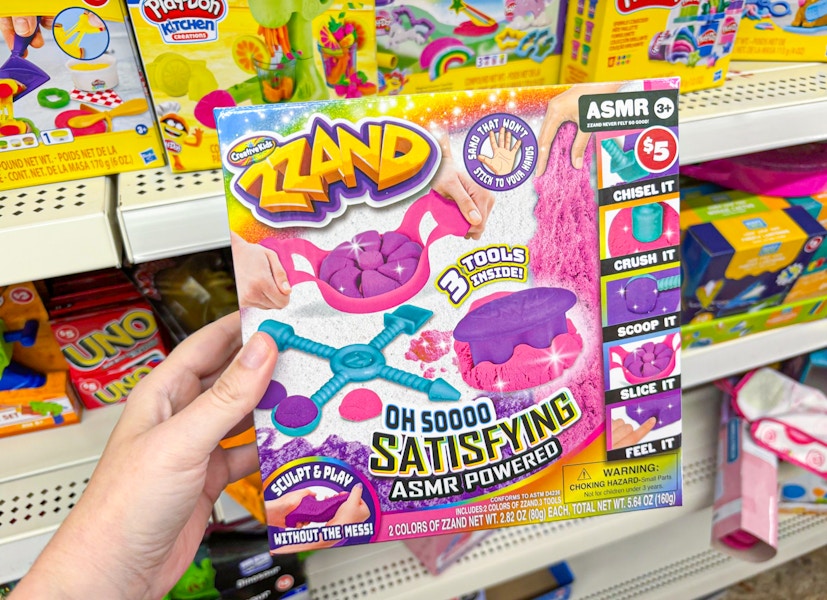 Play-Doh
KITCHEN
CREATIONS
3+
1
POUND NET WT. - POIDS NET DE LA
CONT. NET DE LA MASA 170 g (6 OZ.)
Hasbro
$5
UNO
UNO
Creative Kids
ZZAND
SAND THAT WON'T
STICK TO YOUR HANDS
ASMR 3+
ZZAND NEVER FELT SO GOOD!
$5
CHISEL IT
CRUSH IT
SCOOP IT
SLICE IT
FEEL IT
3 TOOLS
INSIDE!
OH SOOOO
SATISFYING
ASMR POWERED
SCULPT & PLAY
WITHOUT THE MESS!
WARNING:
CHOKING HAZARD-Small Parts
Not for children under 3 years.
CONFORMS TO ASTM D4236
INCLUDES:2 COLORS OF ZZAND,3 TOOLS
2 COLORS OF ZZAND NET WT. 2.82 OZ (80g) EACH, TOTAL NET WT. 5.64 OZ (160g)